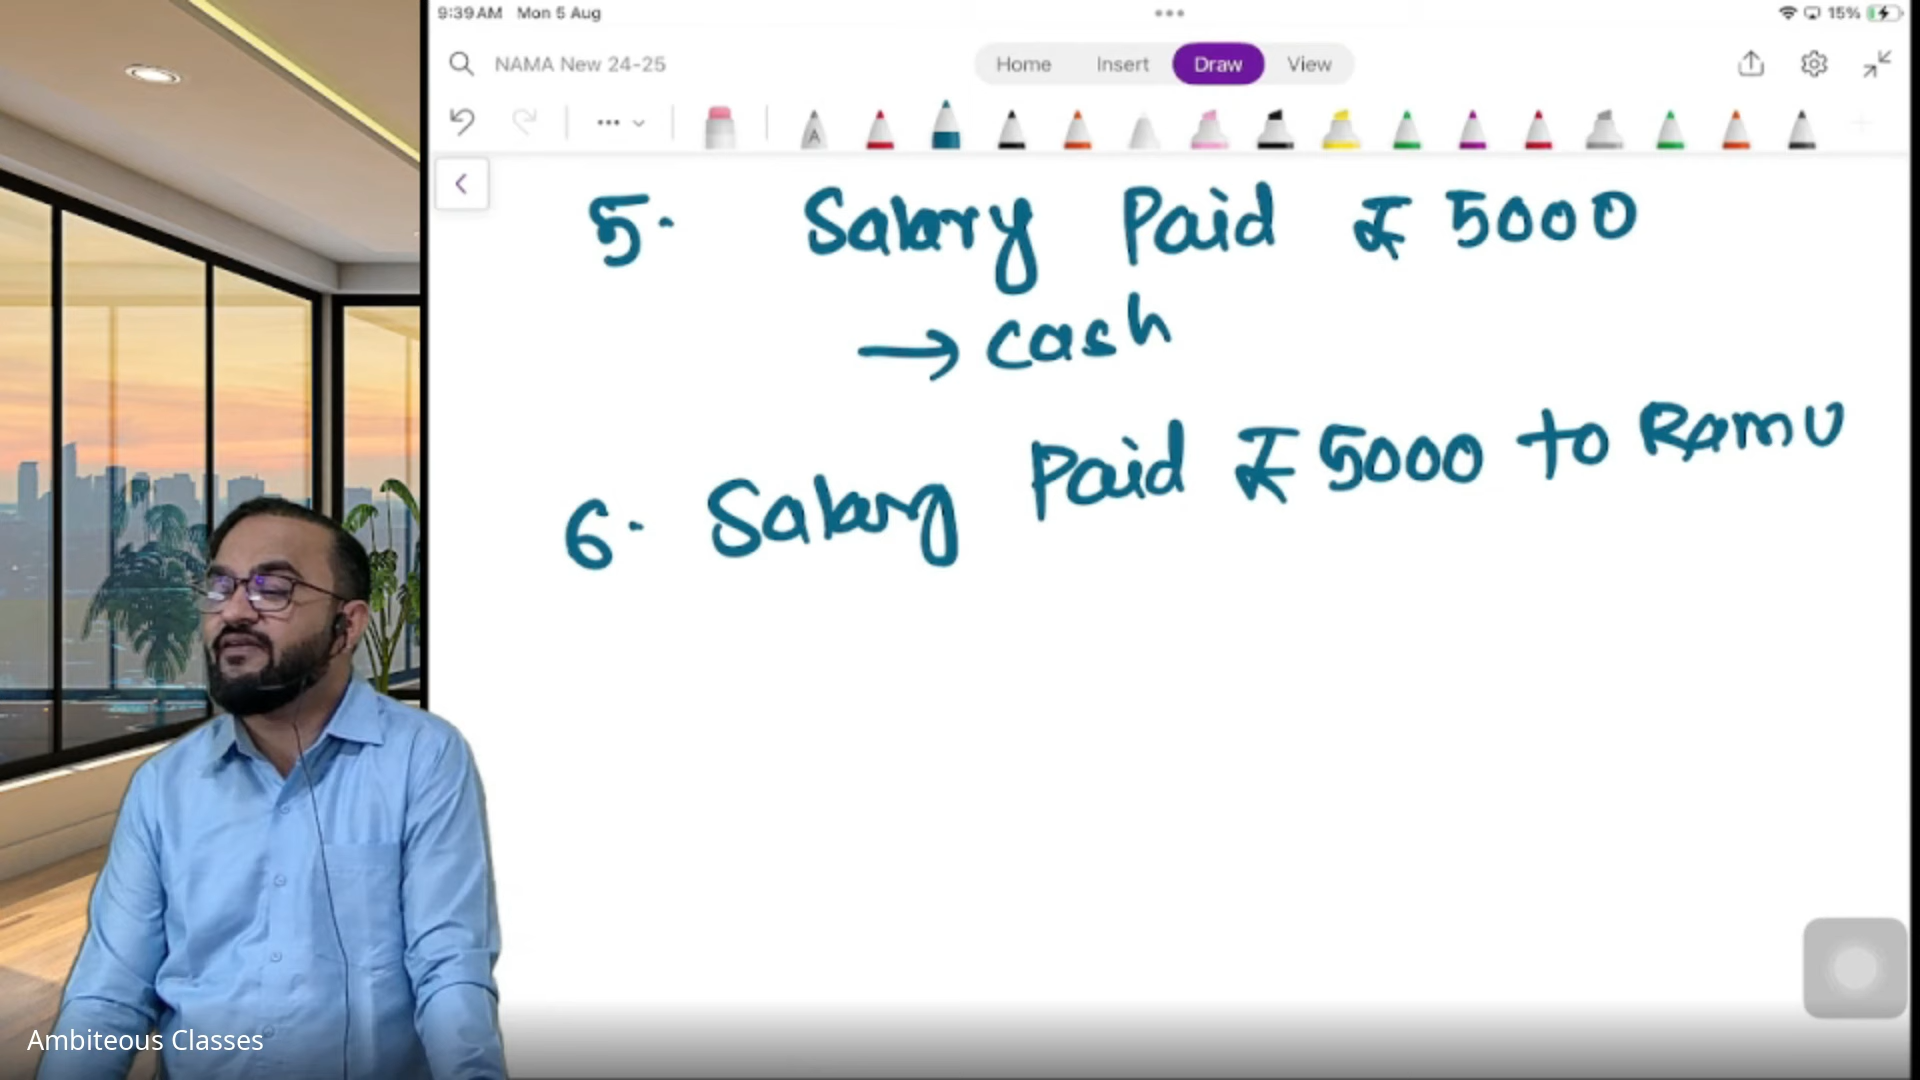 9:39 AM Mon 5 Aug
15%
NAMA New 24-25
Home Insert Draw View
A
5. Salary Paid ₹ 5000
→ cash
6. Salary Paid ₹ 5000 to Ramu
Ambiteous Classes